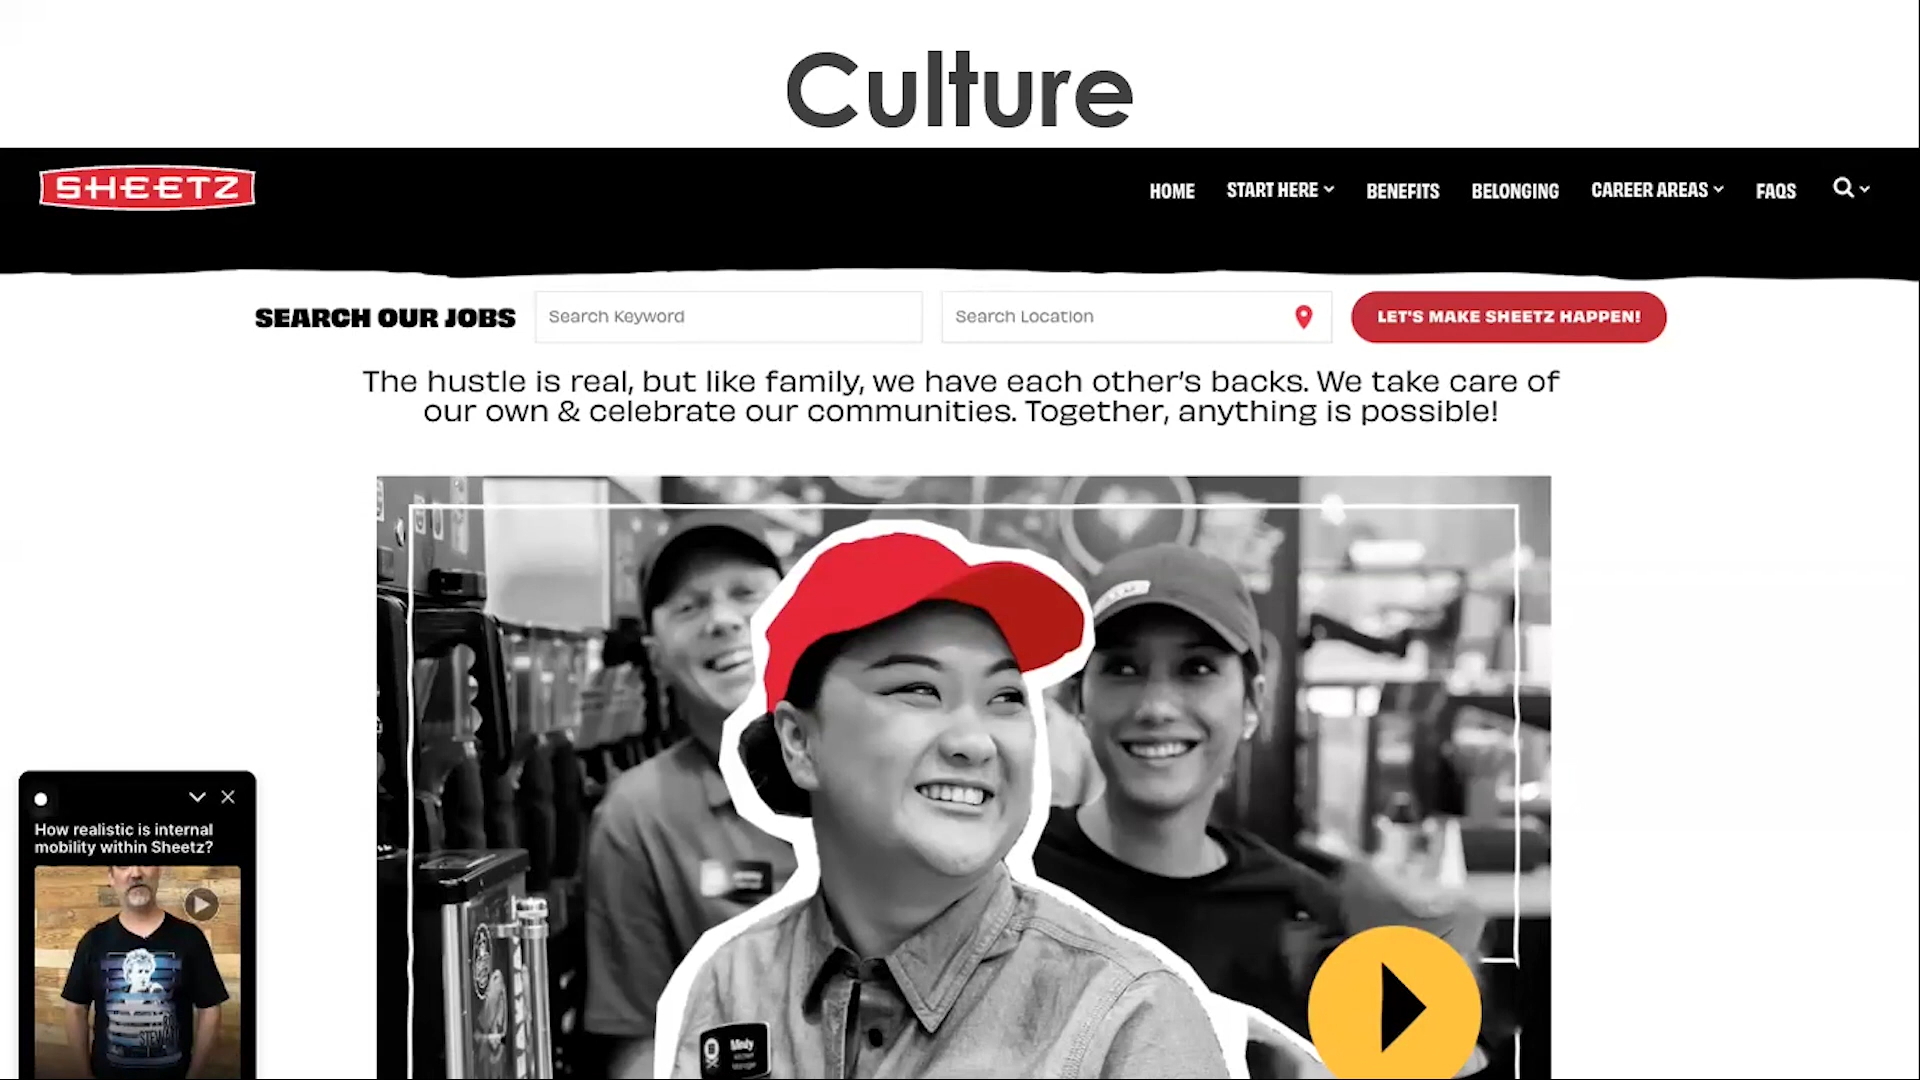 Culture
SHEETZ
HOME START HERE BENEFITS BELONGING CAREER AREAS FAQS
SEARCH OUR JOBS Search Keyword Search Location LET'S MAKE SHEETZ HAPPEN!
The hustle is real, but like family, we have each other's backs. We take care of
our own & celebrate our communities. Together, anything is possible!
How realistic is internal
mobility within Sheetz?
Mindy
Manager